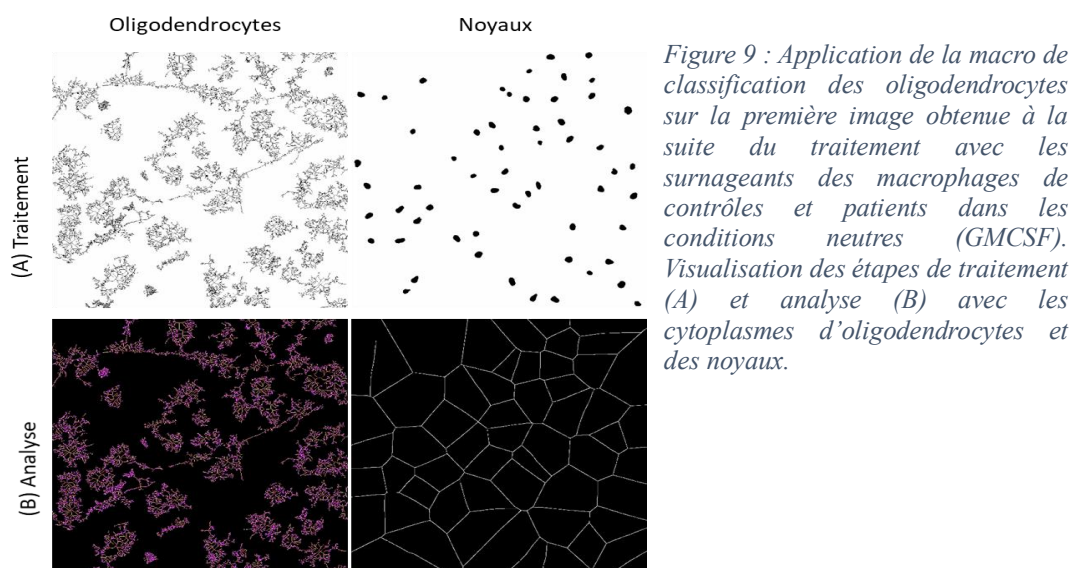 Oligodendrocytes
Noyaux
(A) Traitement
(B) Analyse
Figure 9 : Application de la macro de
classification des oligodendrocytes
sur la première image obtenue à la
suite du traitement avec les
surnageants des macrophages de
contrôles et patients dans les
conditions neutres (GMCSF).
Visualisation des étapes de traitement
(A) et analyse (B) avec les
cytoplasmes d’oligodendrocytes et
des noyaux.